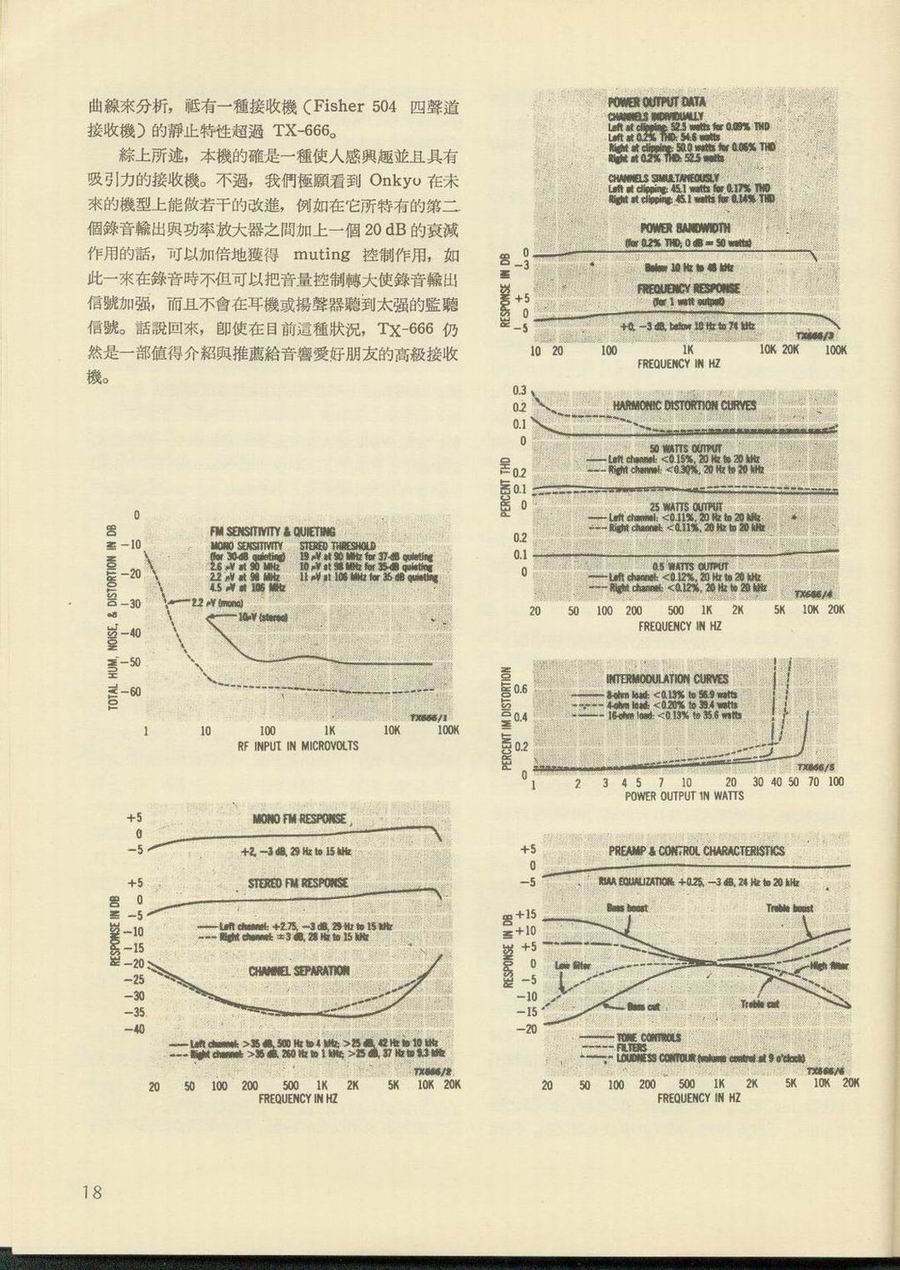 曲線來分析，祇有一種接收機（Fisher 504 四聲道
接收機）的靜止特性超過 TX-666。
綜上所述，本機的確是一種使人感興趣並且具有
吸引力的接收機。不過，我們極願看到 Onkyo 在未
來的機型上能做若干的改進，例如在它所特有的第二
個錄音輸出與功率放大器之間加上一個 20 dB 的衰減
作用的話，可以加倍地獲得 muting 控制作用，如
此一來在錄音時不但可以把音量控制轉大使錄音輸出
信號加强，而且不會在耳機或揚聲器聽到太强的監聽
信號。話說回來，卽使在目前這種狀況，TX-666 仍
然是一部值得介紹與推薦給音響愛好朋友的高級接收
機。
0
-10
-20
-30
-40
-50
-60
TOTAL HUM, NOISE, & DISTORTION IN DB
FM SENSITIVITY & QUIETING
MONO SENSITIVITY STEREO THRESHOLD
(for 30-dB quieting) 19 μV at 90 MHz for 37-dB quieting
2.6 μV at 90 MHz 10 μV at 98 MHz for 35-dB quieting
2.2 μV at 98 MHz 11 μV at 106 MHz for 35 dB quieting
4.5 μV at 106 MHz
2.2 μV (mono)
10μV (stereo)
TX666/1
1 10 100 1K 10K 100K
RF INPUT IN MICROVOLTS
+5
0
-5
MONO FM RESPONSE
+2, -3 dB, 29 Hz to 15 kHz
+5
0
-5
-10
-15
-20
-25
-30
-35
-40
RESPONSE IN DB
STEREO FM RESPONSE
Left channel: +2.75, -3 dB, 29 Hz to 15 kHz
Right channel: ±3 dB, 28 Hz to 15 kHz
CHANNEL SEPARATION
Left channel: >35 dB, 500 Hz to 4 kHz; >25 dB, 42 Hz to 10 kHz
Right channel: >35 dB, 260 Hz to 1 kHz; >25 dB, 37 Hz to 9.3 kHz
TX666/2
20 50 100 200 500 1K 2K 5K 10K 20K
FREQUENCY IN HZ
POWER OUTPUT DATA
CHANNELS INDIVIDUALLY
Left at clipping: 52.5 watts for 0.09% THD
Left at 0.2% THD: 54.6 watts
Right at clipping: 50.0 watts for 0.06% THD
Right at 0.2% THD: 52.5 watts
CHANNELS SIMULTANEOUSLY
Left at clipping: 45.1 watts for 0.17% THD
Right at clipping: 45.1 watts for 0.14% THD
POWER BANDWIDTH
(for 0.2% THD; 0 dB = 50 watts)
0
-3
Below 10 Hz to 48 kHz
FREQUENCY RESPONSE
(for 1 watt output)
+5
0
-5
RESPONSE IN DB
+0, -3 dB, below 10 Hz to 74 kHz
TX666/3
10 20 100 1K 10K 20K 100K
FREQUENCY IN HZ
0.3
0.2
0.1
0
HARMONIC DISTORTION CURVES
50 WATTS OUTPUT
Left channel: <0.15%, 20 Hz to 20 kHz
Right channel: <0.30%, 20 Hz to 20 kHz
PERCENT THD
0.2
0.1
0
25 WATTS OUTPUT
Left channel: <0.11%, 20 Hz to 20 kHz
Right channel: <0.11%, 20 Hz to 20 kHz
0.2
0.1
0
0.5 WATTS OUTPUT
Left channel: <0.12%, 20 Hz to 20 kHz
Right channel: <0.12%, 20 Hz to 20 kHz
TX666/4
20 50 100 200 500 1K 2K 5K 10K 20K
FREQUENCY IN HZ
PERCENT IM DISTORTION
0.6
0.4
0.2
0
INTERMODULATION CURVES
8-ohm load: <0.13% to 56.9 watts
4-ohm load: <0.20% to 39.4 watts
16-ohm load: <0.13% to 35.6 watts
TX666/5
1 2 3 4 5 7 10 20 30 40 50 70 100
POWER OUTPUT IN WATTS
+5
0
-5
PREAMP & CONTROL CHARACTERISTICS
RIAA EQUALIZATION: +0.25, -3 dB, 24 Hz to 20 kHz
+15
+10
+5
0
-5
-10
-15
-20
RESPONSE IN DB
Bass boost Treble boost
Low filter High filter
Bass cut Treble cut
TONE CONTROLS
FILTERS
LOUDNESS CONTOUR (volume control at 9 o'clock)
TX666/6
20 50 100 200 500 1K 2K 5K 10K 20K
FREQUENCY IN HZ
18